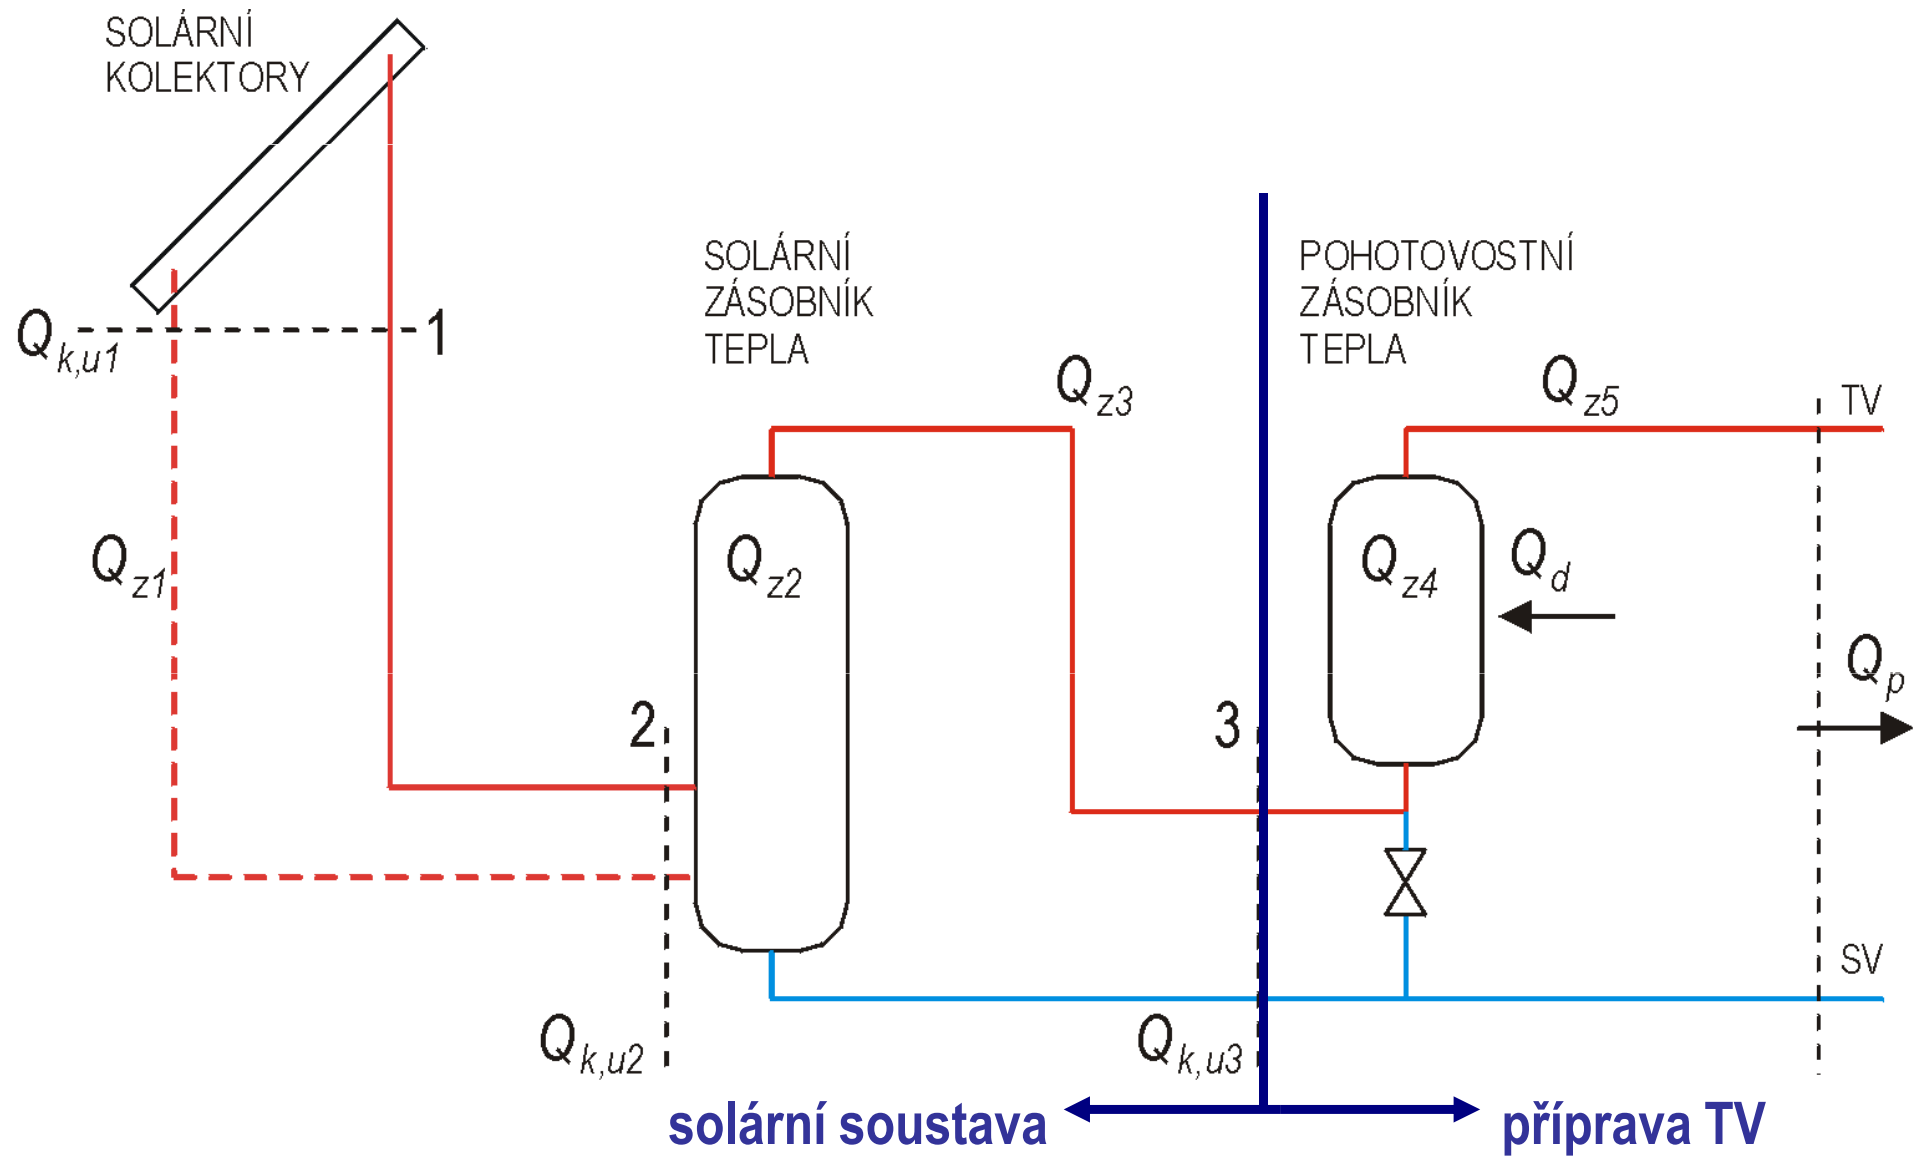 SOLÁRNÍ
KOLEKTORY
Qk,u1
1
SOLÁRNÍ
ZÁSOBNÍK
TEPLA
POHOTOVOSTNÍ
ZÁSOBNÍK
TEPLA
Qz3
Qz5
TV
Qz1
Qz2
Qz4
Qd
Qp
2
3
SV
Qk,u2
Qk,u3
solární soustava
příprava TV